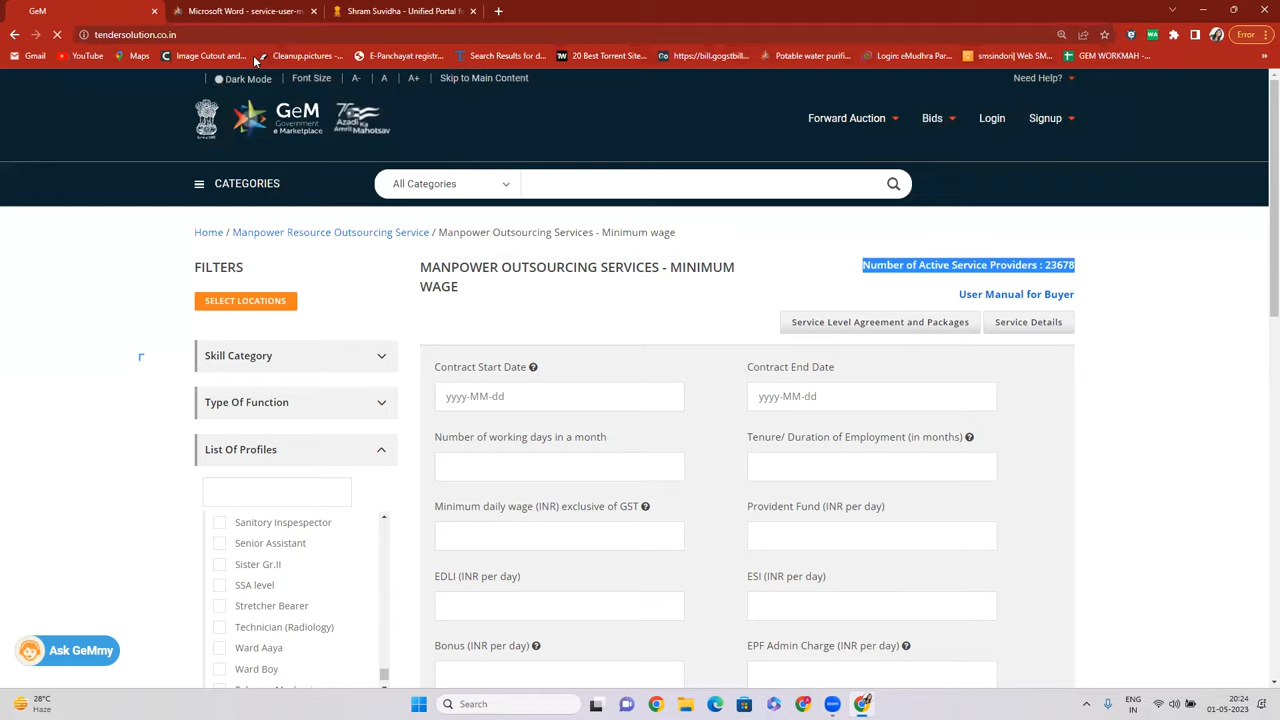 GeM
Microsoft Word - service-user-m
Shram Suvidha - Unified Portal f
tendersolution.co.in
Error
Gmail
YouTube
Maps
Image Cutout and...
Cleanup.pictures -...
E-Panchayat registr...
Search Results for d...
20 Best Torrent Site...
https://bill.gogstbill...
Potable water purifi...
Login: eMudhra Par...
smsindori] Web SM...
GEM WORKMAH -...
Dark Mode
Font Size
A-
A
A+
Skip to Main Content
Need Help?
GeM
Government
e Marketplace
75
Azadi Ka
Amrit Mahotsav
Forward Auction
Bids
Login
Signup
CATEGORIES
All Categories
Home / Manpower Resource Outsourcing Service / Manpower Outsourcing Services - Minimum wage
FILTERS
SELECT LOCATIONS
MANPOWER OUTSOURCING SERVICES - MINIMUM
WAGE
Number of Active Service Providers : 23678
User Manual for Buyer
Service Level Agreement and Packages
Service Details
Skill Category
Type Of Function
List Of Profiles
Sanitory Inspespector
Senior Assistant
Sister Gr.II
SSA level
Stretcher Bearer
Technician (Radiology)
Ward Aaya
Ward Boy
Contract Start Date
Contract End Date
yyyy-MM-dd
yyyy-MM-dd
Number of working days in a month
Tenure/ Duration of Employment (in months)
Minimum daily wage (INR) exclusive of GST
Provident Fund (INR per day)
EDLI (INR per day)
ESI (INR per day)
Bonus (INR per day)
EPF Admin Charge (INR per day)
Ask GeMmy
28°C
Haze
Search
ENG
IN
20:24
01-05-2023